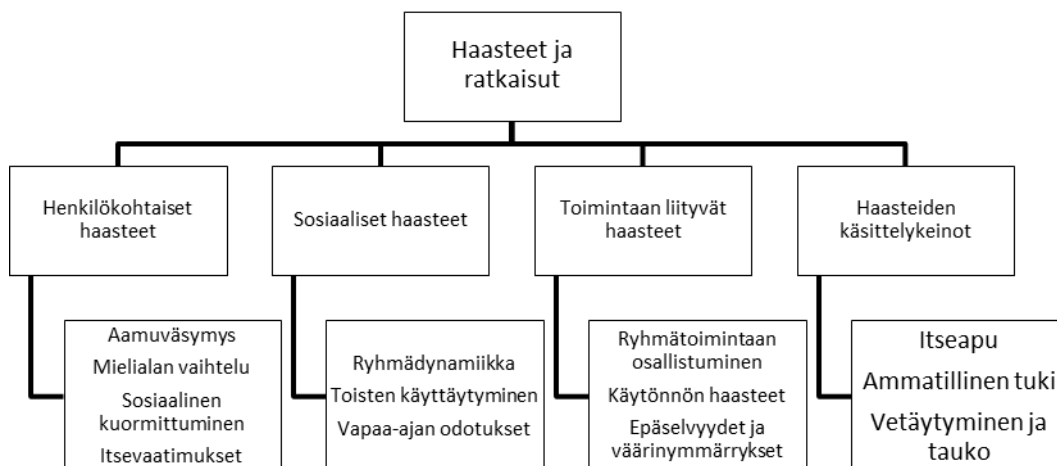 Haasteet ja
ratkaisut
Henkilökohtaiset
haasteet
Sosiaaliset haasteet
Toimintaan liityvät
haasteet
Haasteiden
käsittelykeinot
Aamuväsymys
Mielialan vaihtelu
Sosiaalinen
kuormittuminen
Itsevaatimukset
Ryhmädynamiikka
Toisten käyttäytyminen
Vapaa-ajan odotukset
Ryhmätoimintaan
osallistuminen
Käytönnön haasteet
Epäselvyydet ja
väärinymmärrykset
Itseapu
Ammatillinen tuki
Vetäytyminen ja
tauko